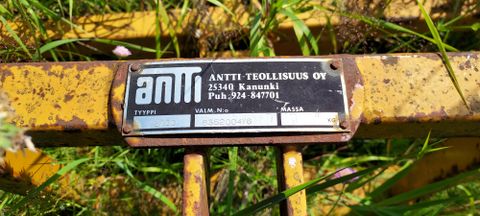 antti
ANTTI-TEOLLISUUS OY
25340 Kanunki
Puh. 924-847701
TYYPPI VALM. N:o MASSA
KG